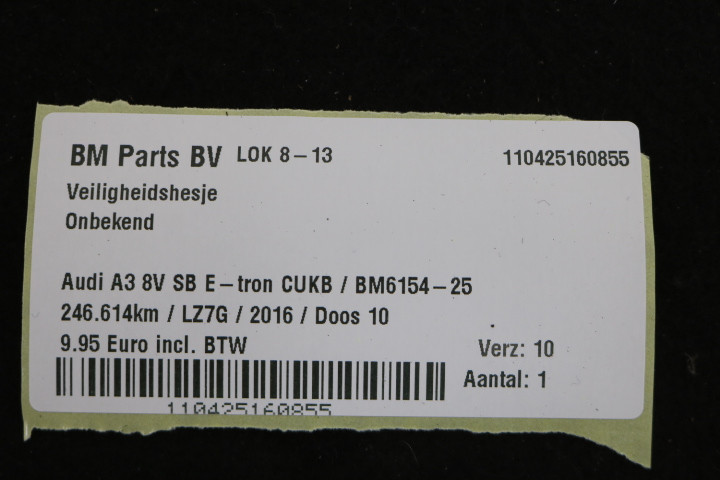 BM Parts BV LOK 8-13 110425160855
Veiligheidshesje
Onbekend
Audi A3 8V SB E-tron CUKB / BM6154-25
246.614km / LZ7G / 2016 / Doos 10
9.95 Euro incl. BTW Verz: 10
Aantal: 1
110425160855